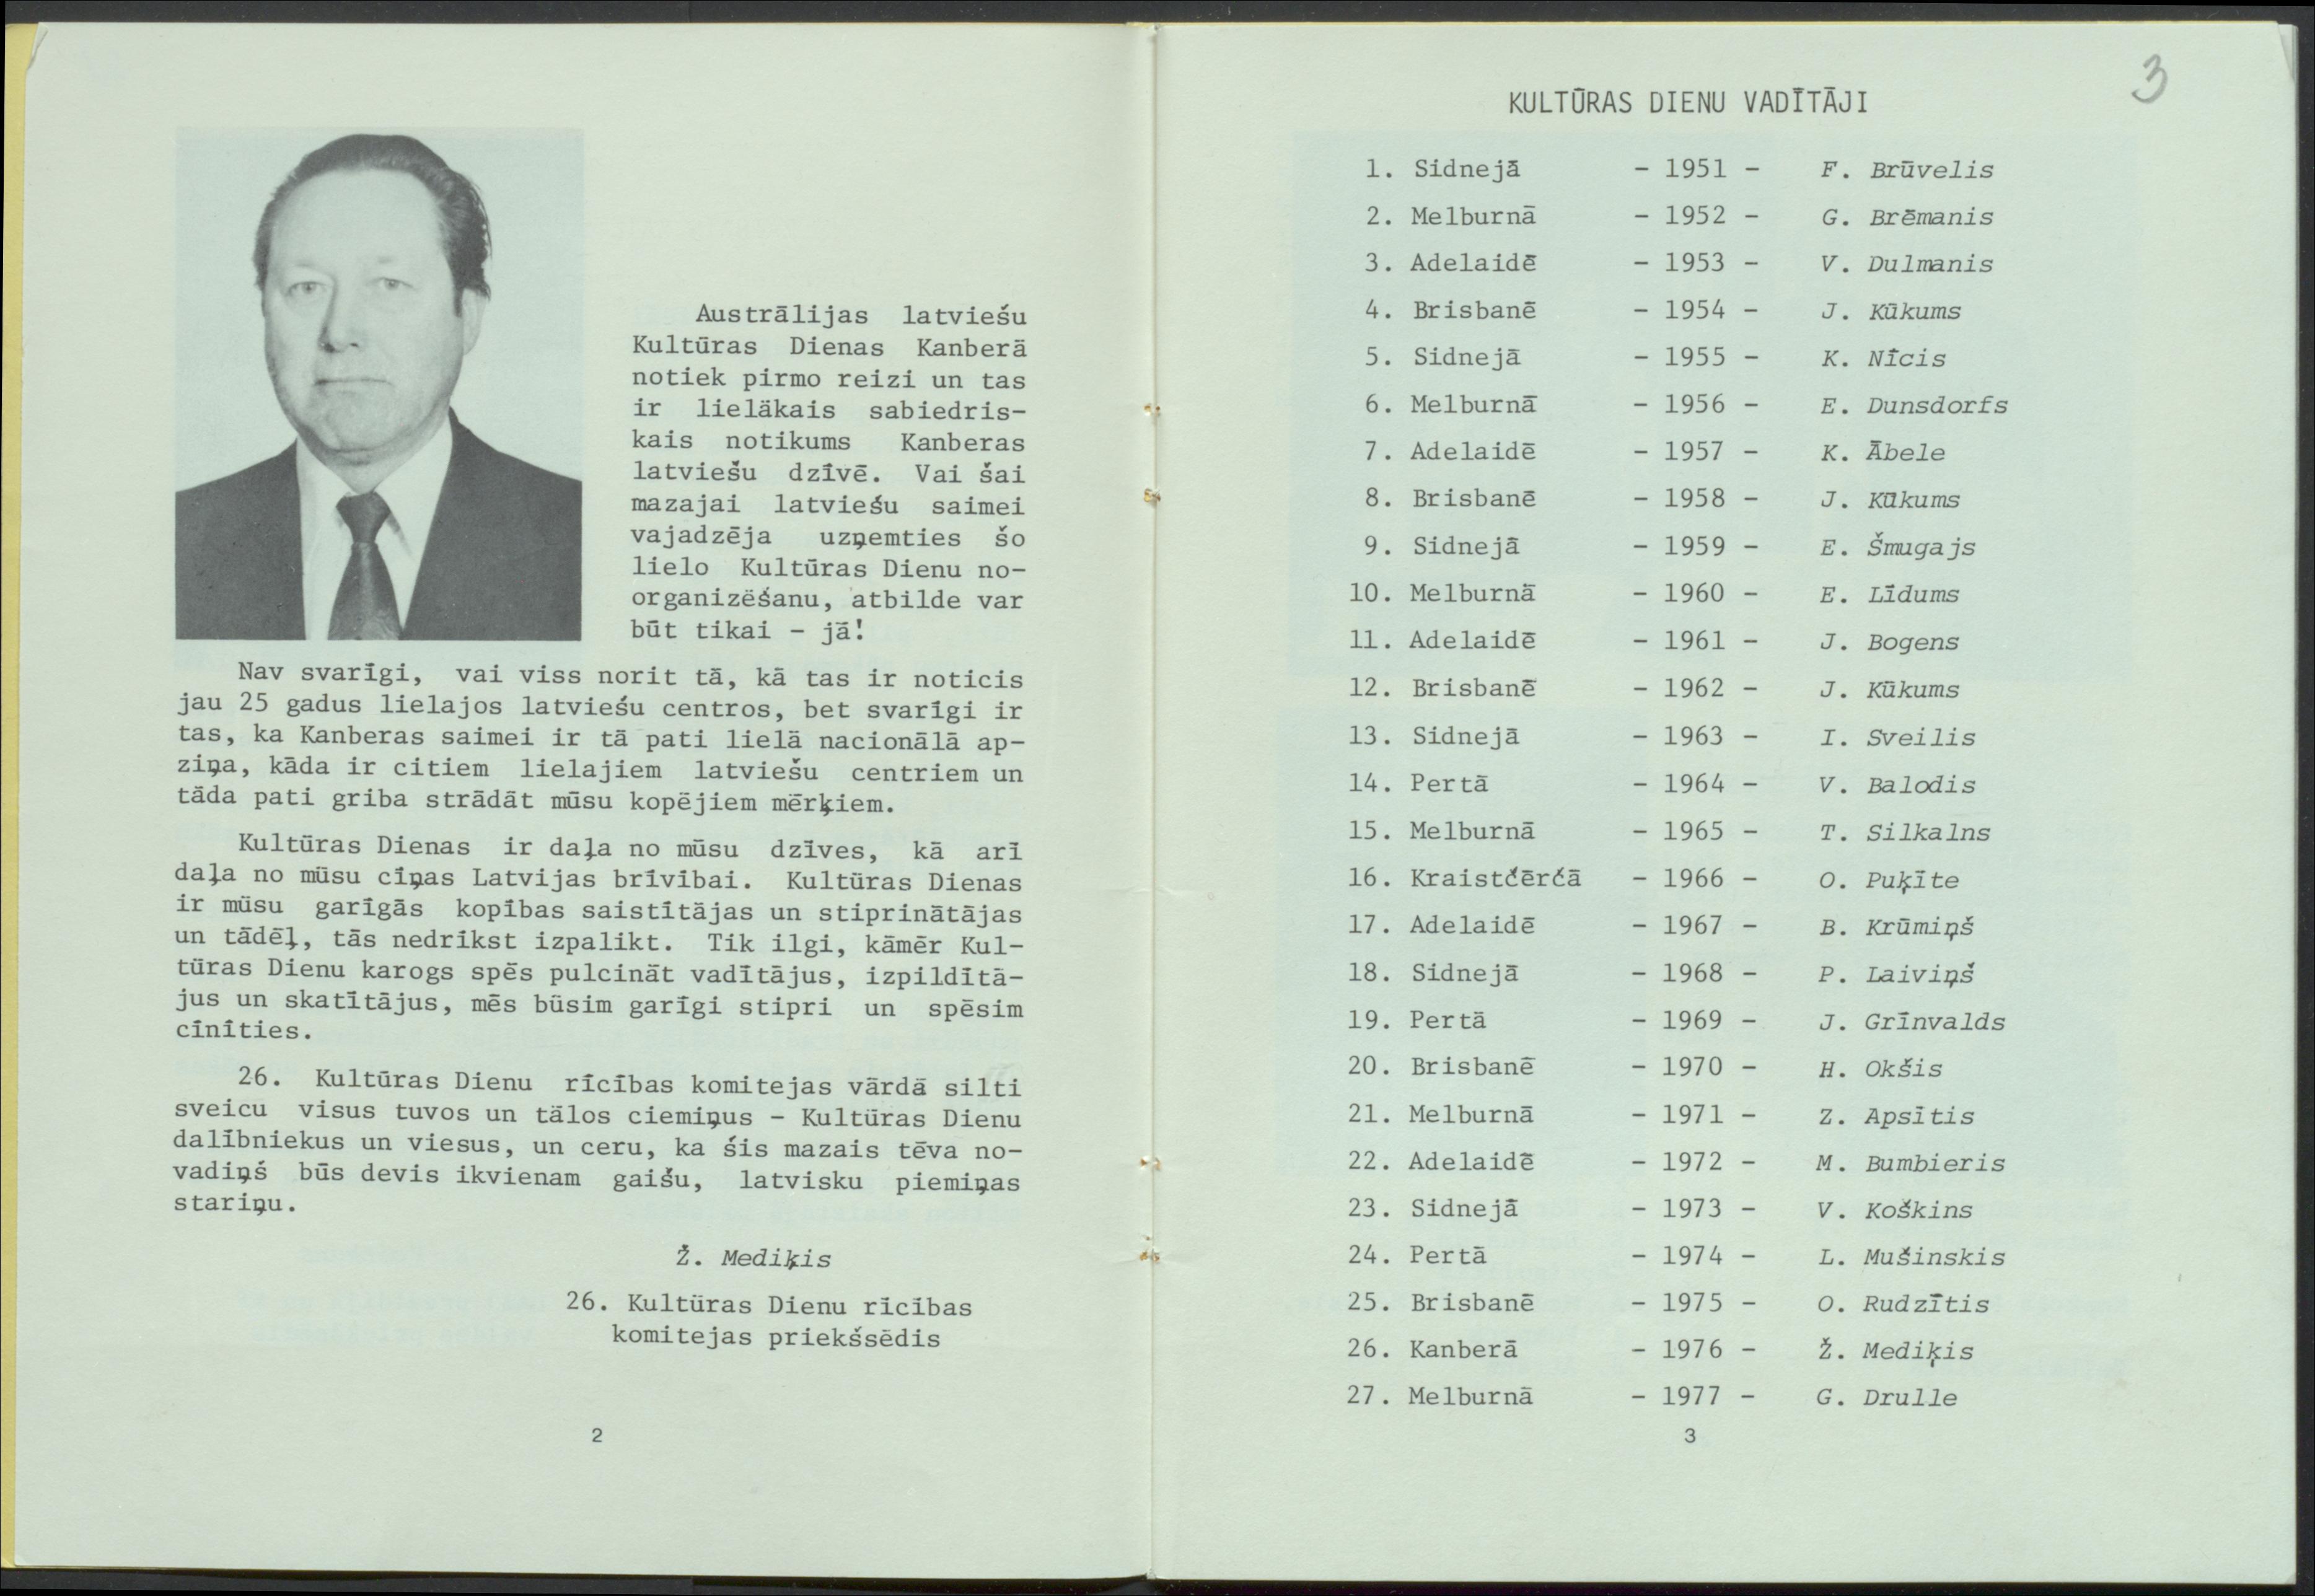 Austrālijas latviešu
Kultūras Dienas Kanberā
notiek pirmo reizi un tas
ir lielākais sabiedris-
kais notikums Kanberas
latviešu dzīvē. Vai šai
mazajai latviešu saimei
vajadzēja uzņemties šo
lielo Kultūras Dienu no-
organizēšanu, atbilde var
būt tikai - jā!
Nav svarīgi, vai viss norit tā, kā tas ir noticis
jau 25 gadus lielajos latviešu centros, bet svarīgi ir
tas, ka Kanberas saimei ir tā pati lielā nacionālā ap-
ziņa, kāda ir citiem lielajiem latviešu centriem un
tāda pati griba strādāt mūsu kopējiem mērķiem.
Kultūras Dienas ir daļa no mūsu dzīves, kā arī
daļa no mūsu cīņas Latvijas brīvībai. Kultūras Dienas
ir mūsu garīgās kopības saistītājas un stiprinātājas
un tādēļ, tās nedrīkst izpalikt. Tik ilgi, kāmēr Kul-
tūras Dienu karogs spēs pulcināt vadītājus, izpildītā-
jus un skatītājus, mēs būsim garīgi stipri un spēsim
cīnīties.
26. Kultūras Dienu rīcības komitejas vārdā silti
sveicu visus tuvos un tālos ciemiņus - Kultūras Dienu
dalībniekus un viesus, un ceru, ka šis mazais tēva no-
vadiņš būs devis ikvienam gaišu, latvisku piemiņas
stariņu.
Ž. Mediķis
26. Kultūras Dienu rīcības
komitejas priekšsēdis
2
3
KULTŪRAS DIENU VADĪTĀJI
1. Sidnejā - 1951 - F. Brūvelis
2. Melburnā - 1952 - G. Brēmanis
3. Adelaidē - 1953 - V. Dulmanis
4. Brisbanē - 1954 - J. Kūkums
5. Sidnejā - 1955 - K. Nīcis
6. Melburnā - 1956 - E. Dunsdorfs
7. Adelaidē - 1957 - K. Ābele
8. Brisbanē - 1958 - J. Kūkums
9. Sidnejā - 1959 - E. Šmugajs
10. Melburnā - 1960 - E. Līdums
11. Adelaidē - 1961 - J. Bogens
12. Brisbanē - 1962 - J. Kūkums
13. Sidnejā - 1963 - I. Sveilis
14. Pertā - 1964 - V. Balodis
15. Melburnā - 1965 - T. Silkalns
16. Kraistčērčā - 1966 - O. Puķīte
17. Adelaidē - 1967 - B. Krūmiņš
18. Sidnejā - 1968 - P. Laiviņš
19. Pertā - 1969 - J. Grīnvalds
20. Brisbanē - 1970 - H. Okšis
21. Melburnā - 1971 - Z. Apsītis
22. Adelaidē - 1972 - M. Bumbieris
23. Sidnejā - 1973 - V. Koškins
24. Pertā - 1974 - L. Mušinskis
25. Brisbanē - 1975 - O. Rudzītis
26. Kanberā - 1976 - Ž. Mediķis
27. Melburnā - 1977 - G. Drulle
3